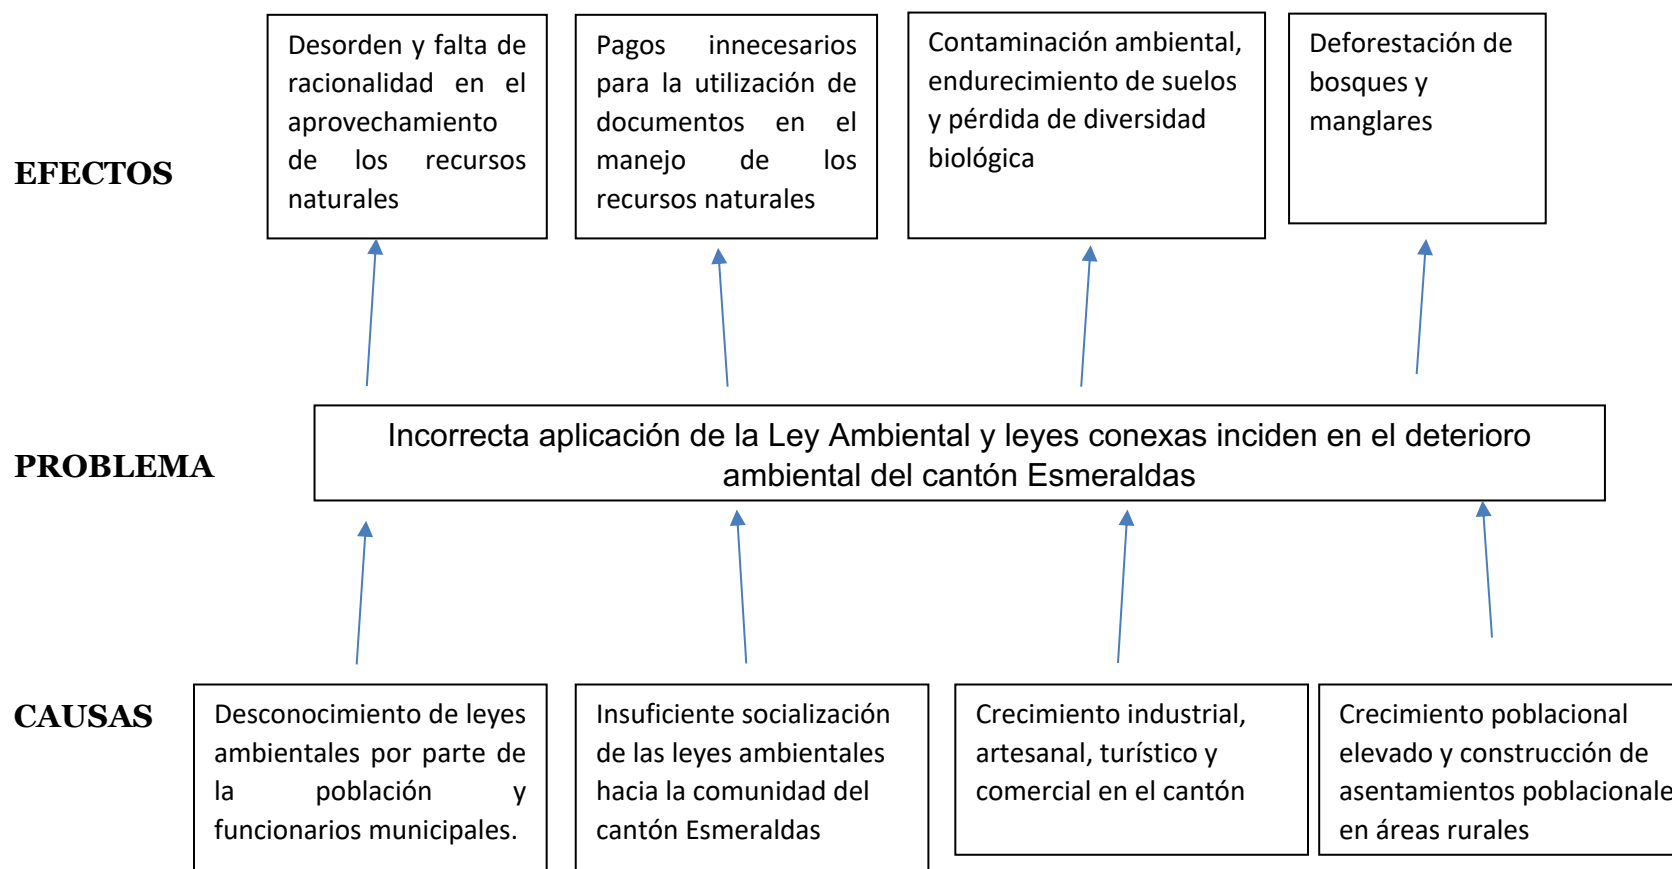 Desorden y falta de
racionalidad en el
aprovechamiento
de los recursos
naturales
Pagos innecesarios
para la utilización de
documentos en el
manejo de los
recursos naturales
Contaminación ambiental,
endurecimiento de suelos
y pérdida de diversidad
biológica
Deforestación de
bosques y
manglares
EFECTOS
Incorrecta aplicación de la Ley Ambiental y leyes conexas inciden en el deterioro
ambiental del cantón Esmeraldas
PROBLEMA
CAUSAS
Desconocimiento de leyes
ambientales por parte de
la población y
funcionarios municipales.
Insuficiente socialización
de las leyes ambientales
hacia la comunidad del
cantón Esmeraldas
Crecimiento industrial,
artesanal, turístico y
comercial en el cantón
Crecimiento poblacional
elevado y construcción de
asentamientos poblacionale
en áreas rurales